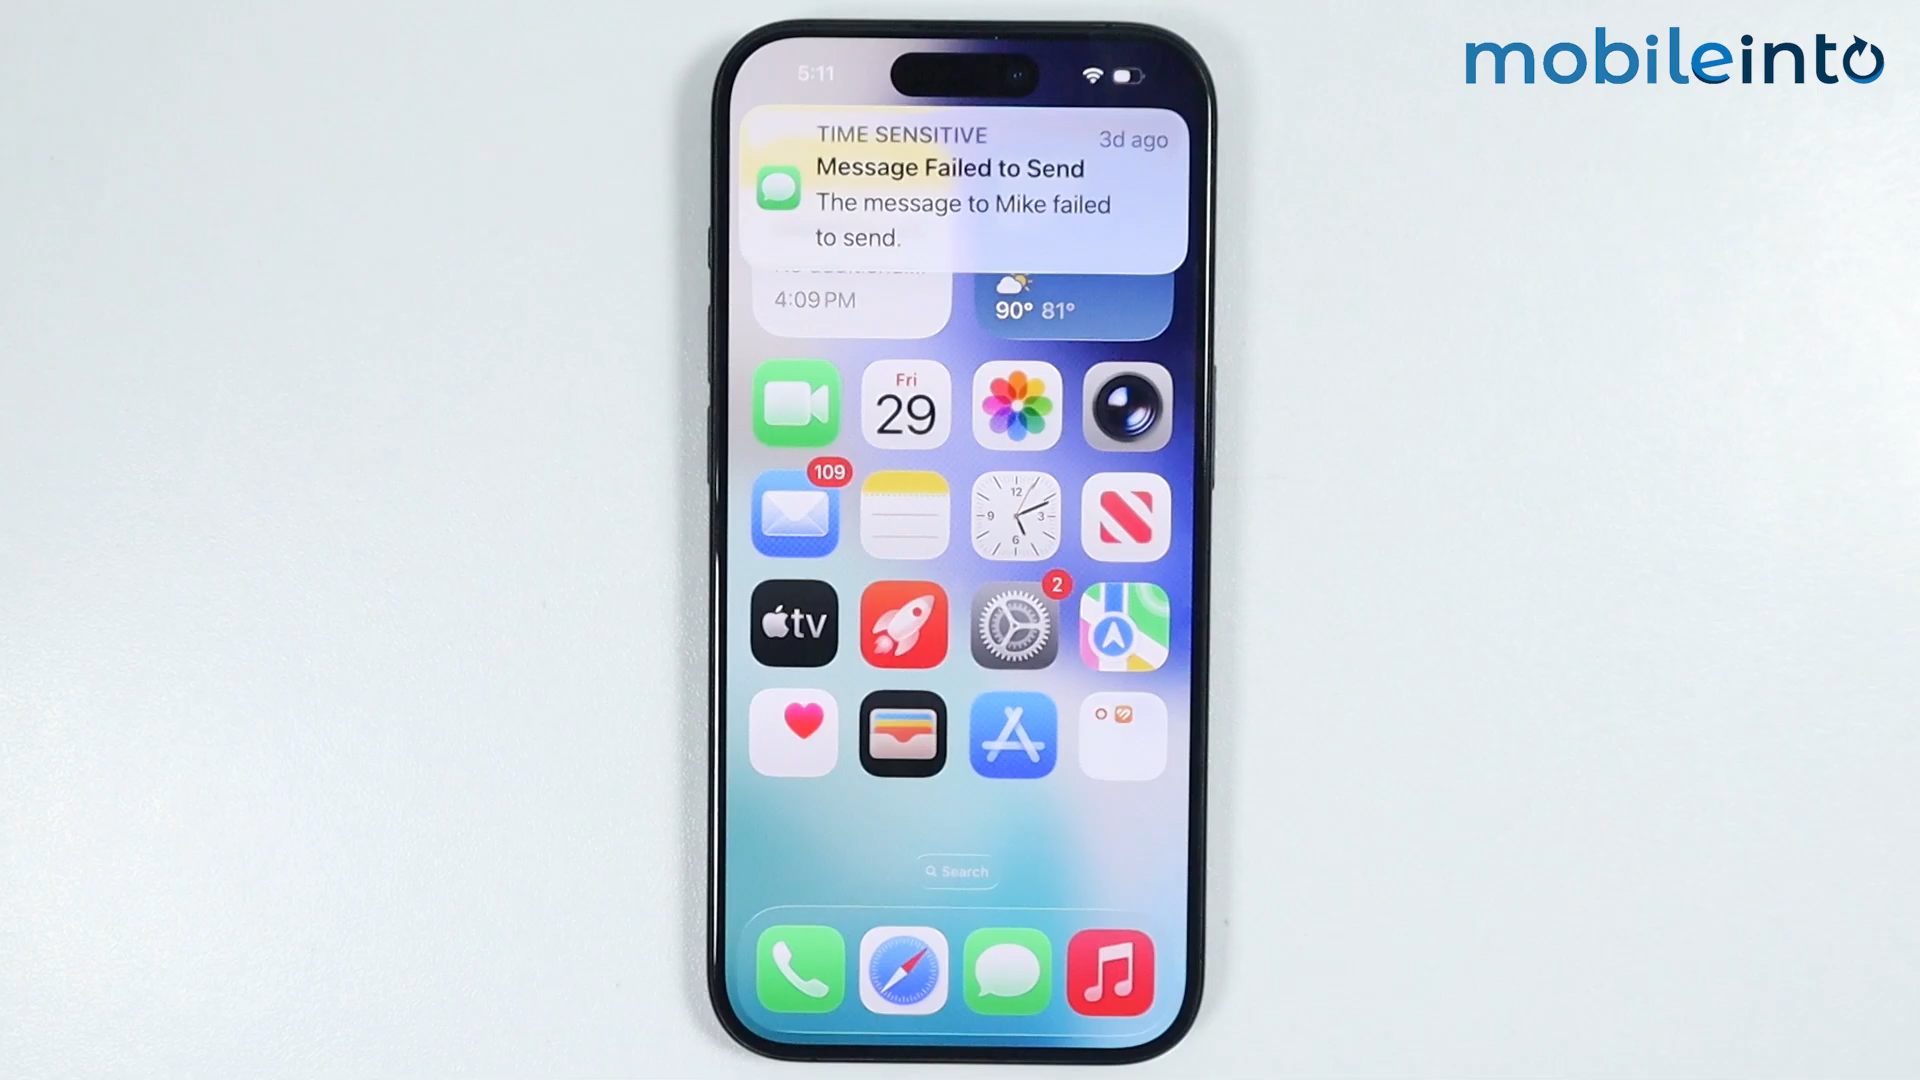 mobileinto
5:11
TIME SENSITIVE
3d ago
Message Failed to Send
The message to Mike failed
to send.
4:09 PM
90° 81°
Fri
29
109
12
9
3
6
2
tv
Search